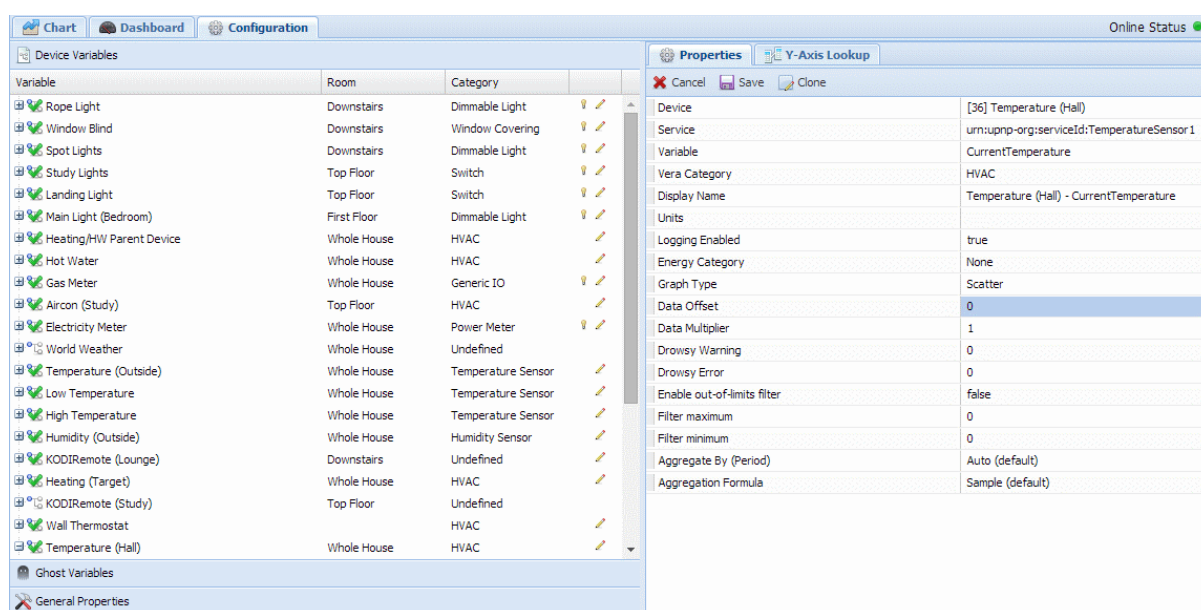 Chart Dashboard Configuration Online Status
Device Variables
Variable Room Category
Rope Light Downstairs Dimmable Light
Window Blind Downstairs Window Covering
Spot Lights Downstairs Dimmable Light
Study Lights Top Floor Switch
Landing Light Top Floor Switch
Main Light (Bedroom) First Floor Dimmable Light
Heating/HW Parent Device Whole House HVAC
Hot Water Whole House HVAC
Gas Meter Whole House Generic IO
Aircon (Study) Top Floor HVAC
Electricity Meter Whole House Power Meter
World Weather Whole House Undefined
Temperature (Outside) Whole House Temperature Sensor
Low Temperature Whole House Temperature Sensor
High Temperature Whole House Temperature Sensor
Humidity (Outside) Whole House Humidity Sensor
KODIRemote (Lounge) Downstairs Undefined
Heating (Target) Whole House HVAC
KODIRemote (Study) Top Floor Undefined
Wall Thermostat HVAC
Temperature (Hall) Whole House HVAC
Ghost Variables
General Properties
Properties Y-Axis Lookup
Cancel Save Clone
Device [36] Temperature (Hall)
Service urn:upnp-org:serviceId:TemperatureSensor1
Variable CurrentTemperature
Vera Category HVAC
Display Name Temperature (Hall) - CurrentTemperature
Units
Logging Enabled true
Energy Category None
Graph Type Scatter
Data Offset 0
Data Multiplier 1
Drowsy Warning 0
Drowsy Error 0
Enable out-of-limits filter false
Filter maximum 0
Filter minimum 0
Aggregate By (Period) Auto (default)
Aggregation Formula Sample (default)